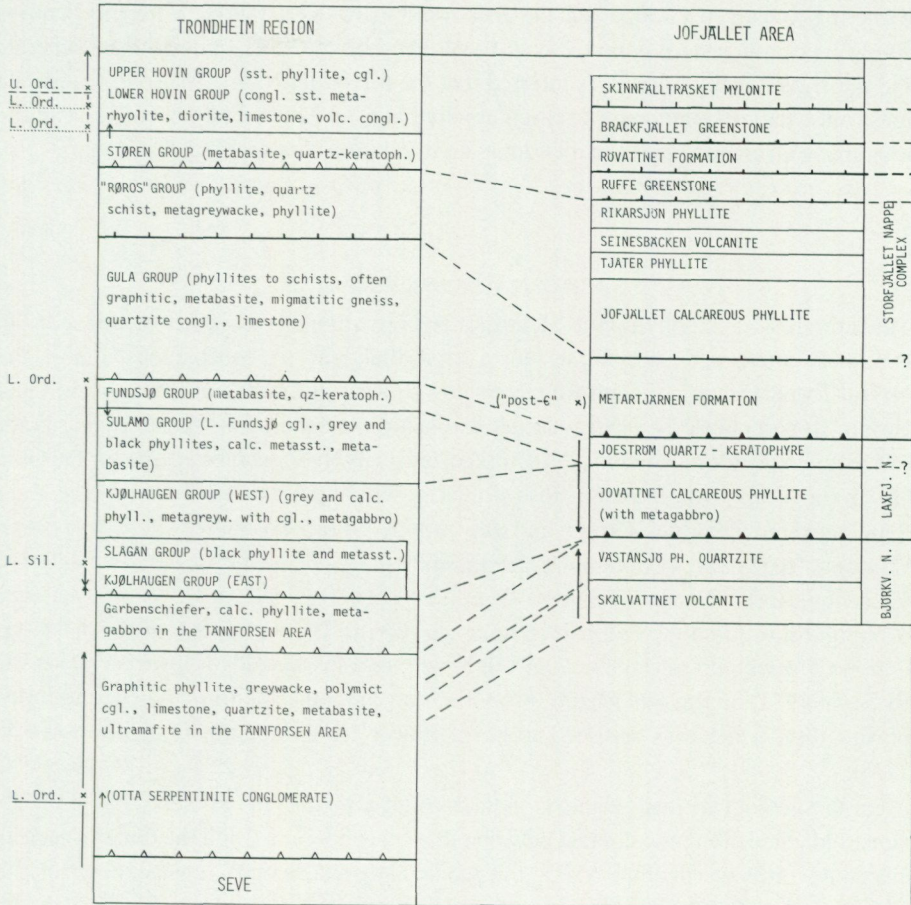 TRONDHEIM REGION
UPPER HOVIN GROUP (sst. phyllite, cgl.)
U. Ord. x
LOWER HOVIN GROUP (congl. sst. meta-
L. Ord. x
rhyolite, diorite, limestone, volc. congl.)
L. Ord. x
STØREN GROUP (metabasite, quartz-keratoph.)
"RØROS"GROUP (phyllite, quartz
schist, metagreywacke, phyllite)
GULA GROUP (phyllites to schists, often
graphitic, metabasite, migmatitic gneiss,
quartzite congl., limestone)
L. Ord. x
FUNDSJØ GROUP (metabasite, qz-keratoph.)
SULÅMO GROUP (L. Fundsjø cgl., grey and
black phyllites, calc. metasst., meta-
basite)
KJØLHAUGEN GROUP (WEST) (grey and calc.
phyll., metagreyw. with cgl., metagabbro)
SLÅGÅN GROUP (black phyllite and metasst.)
L. Sil. x
KJØLHAUGEN GROUP (EAST)
Garbenschiefer, calc. phyllite, meta-
gabbro in the TÄNNFORSEN AREA
Graphitic phyllite, greywacke, polymict
cgl., limestone, quartzite, metabasite,
ultramafite in the TÄNNFORSEN AREA
L. Ord. x
(OTTA SERPENTINITE CONGLOMERATE)
SEVE
JOFJÄLLET AREA
SKINNFÄLLTRÄSKET MYLONITE
BRACKFJÄLLET GREENSTONE
RÖVATTNET FORMATION
RUFFE GREENSTONE
RIKARSJÖN PHYLLITE
SEINESBÄCKEN VOLCANITE
TJATER PHYLLITE
JOFJÄLLET CALCAREOUS PHYLLITE
?
("post-Є" x)
METARTJÄRNEN FORMATION
JOESTRÖM QUARTZ - KERATOPHYRE
?
JOVATTNET CALCAREOUS PHYLLITE
(with metagabbro)
VÄSTANSJÖ PH. QUARTZITE
SKALVATTNET VOLCANITE
STORFJÄLLET NAPPE
COMPLEX
LAXFJ. N.
BJÖRKV. N.